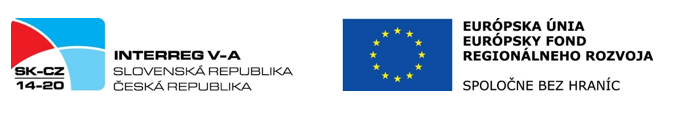 SK-CZ
14-20
INTERREG V-A
SLOVENSKÁ REPUBLIKA
ČESKÁ REPUBLIKA
EURÓPSKA ÚNIA
EURÓPSKY FOND
REGIONÁLNEHO ROZVOJA
SPOLOČNE BEZ HRANÍC